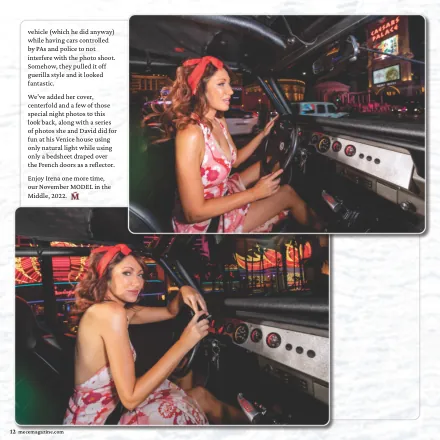 vehicle (which he did anyway)
while having cars controlled
by PAs and police to not
interfere with the photo shoot.
Somehow, they pulled it off
guerilla style and it looked
fantastic.
We've added her cover,
centerfold and a few of those
special night photos to this
look back, along with a series
of photos she and David did for
fun at his Venice house using
only natural light while using
only a bedsheet draped over
the French doors as a reflector.
Enjoy Irena one more time,
our November MODEL in the
Middle, 2022. M
CAESARS
PALACE
12 mecemagazine.com